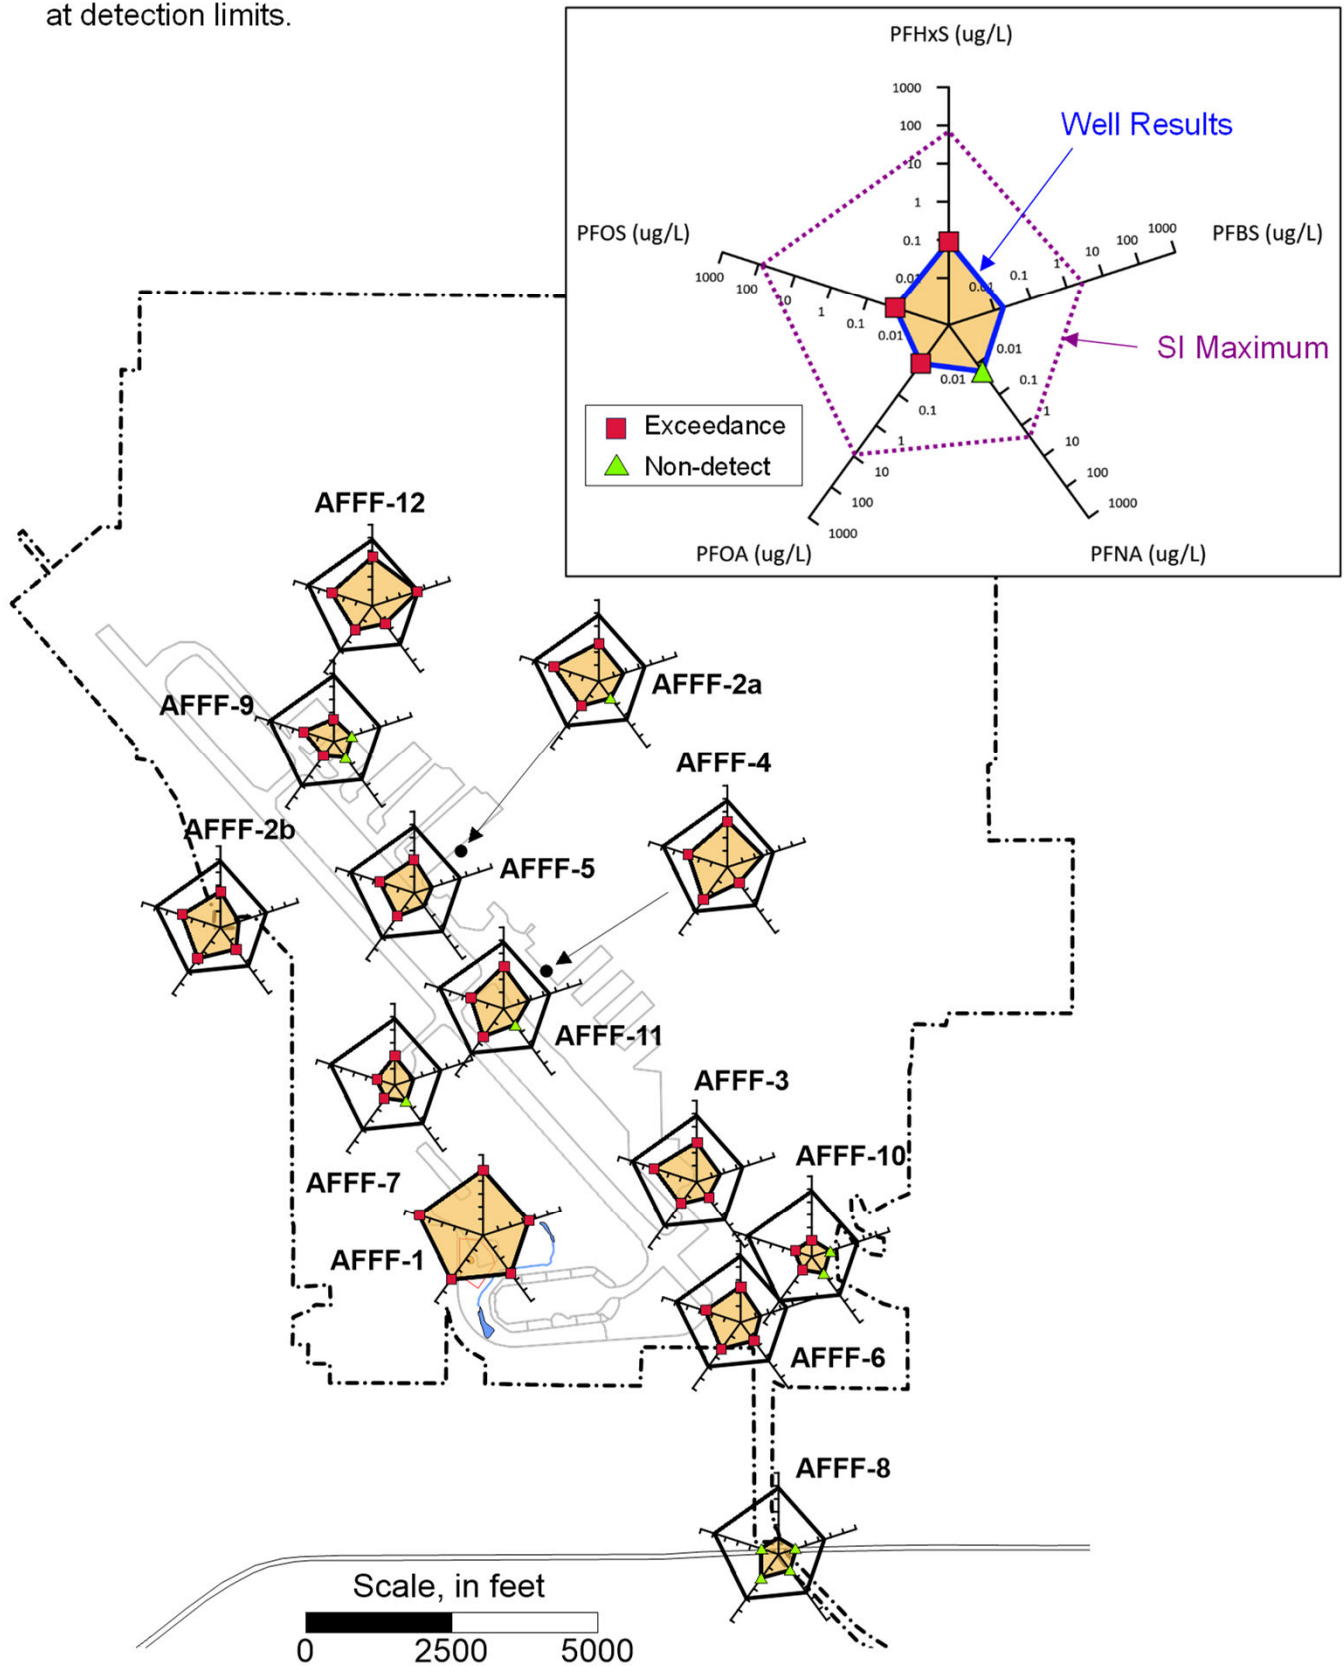 at detection limits.
PFHxS (ug/L)
1000
100
10
1
0.1
0.01
Well Results
PFOS (ug/L)
1000
100
10
1
0.1
0.01
PFBS (ug/L)
0.01
0.1
1
10
100
1000
SI Maximum
0.01
0.1
1
10
100
1000
PFNA (ug/L)
0.01
0.1
1
10
100
1000
PFOA (ug/L)
Exceedance
Non-detect
AFFF-12
AFFF-9
AFFF-2a
AFFF-4
AFFF-2b
AFFF-5
AFFF-11
AFFF-3
AFFF-10
AFFF-7
AFFF-1
AFFF-6
AFFF-8
Scale, in feet
0 2500 5000